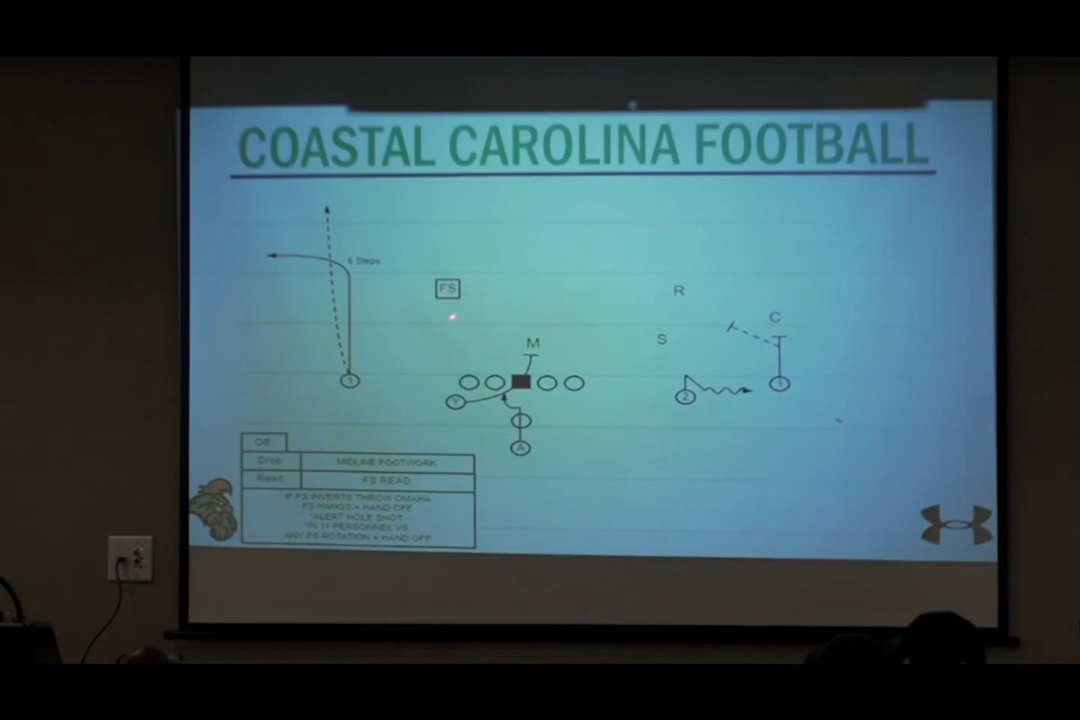 COASTAL CAROLINA FOOTBALL
6 Steps
FS
R
C
M
S
1
Y
2
1
A
QB
Drop MIDLINE FOOTWORK
Read FS READ
IF FS INVERTS THROW OMAHA
FS HANGS = HAND OFF
*ALERT HOLE SHOT
*IN 11 PERSONNEL VS
ANY FS ROTATION = HAND OFF